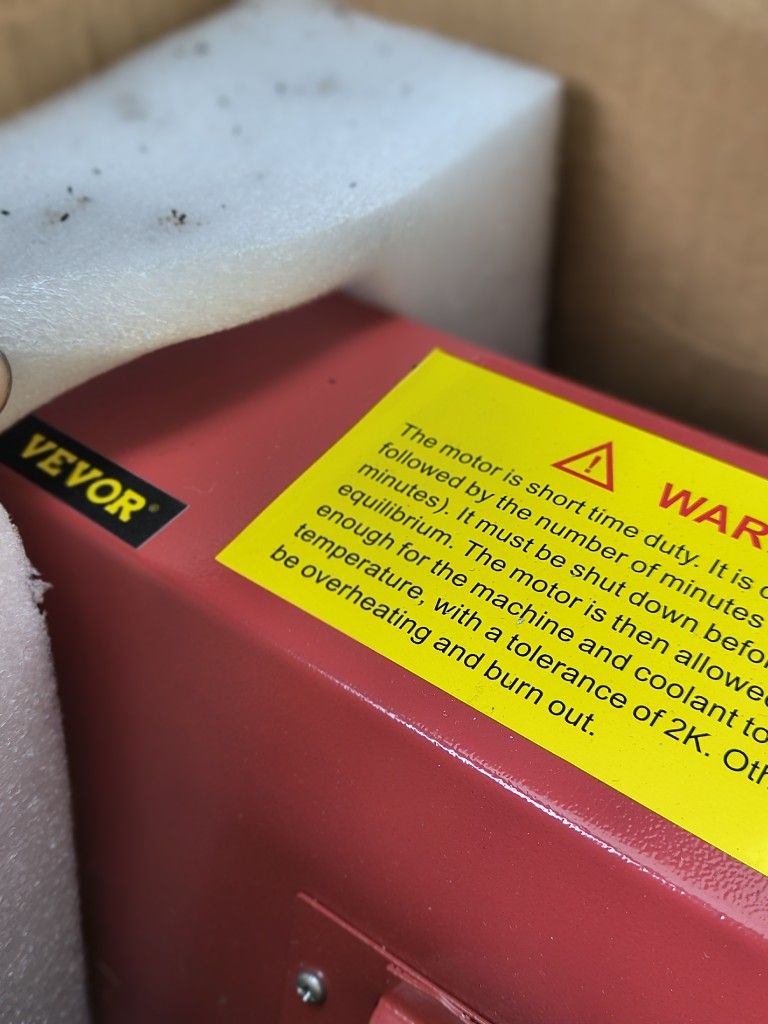 VEVOR®
WAR
The motor is short time duty. It is
followed by the number of minutes
minutes). It must be shut down befo
equilibrium. The motor is then allowe
enough for the machine and coolant to
temperature, with a tolerance of 2K. Oth
be overheating and burn out.